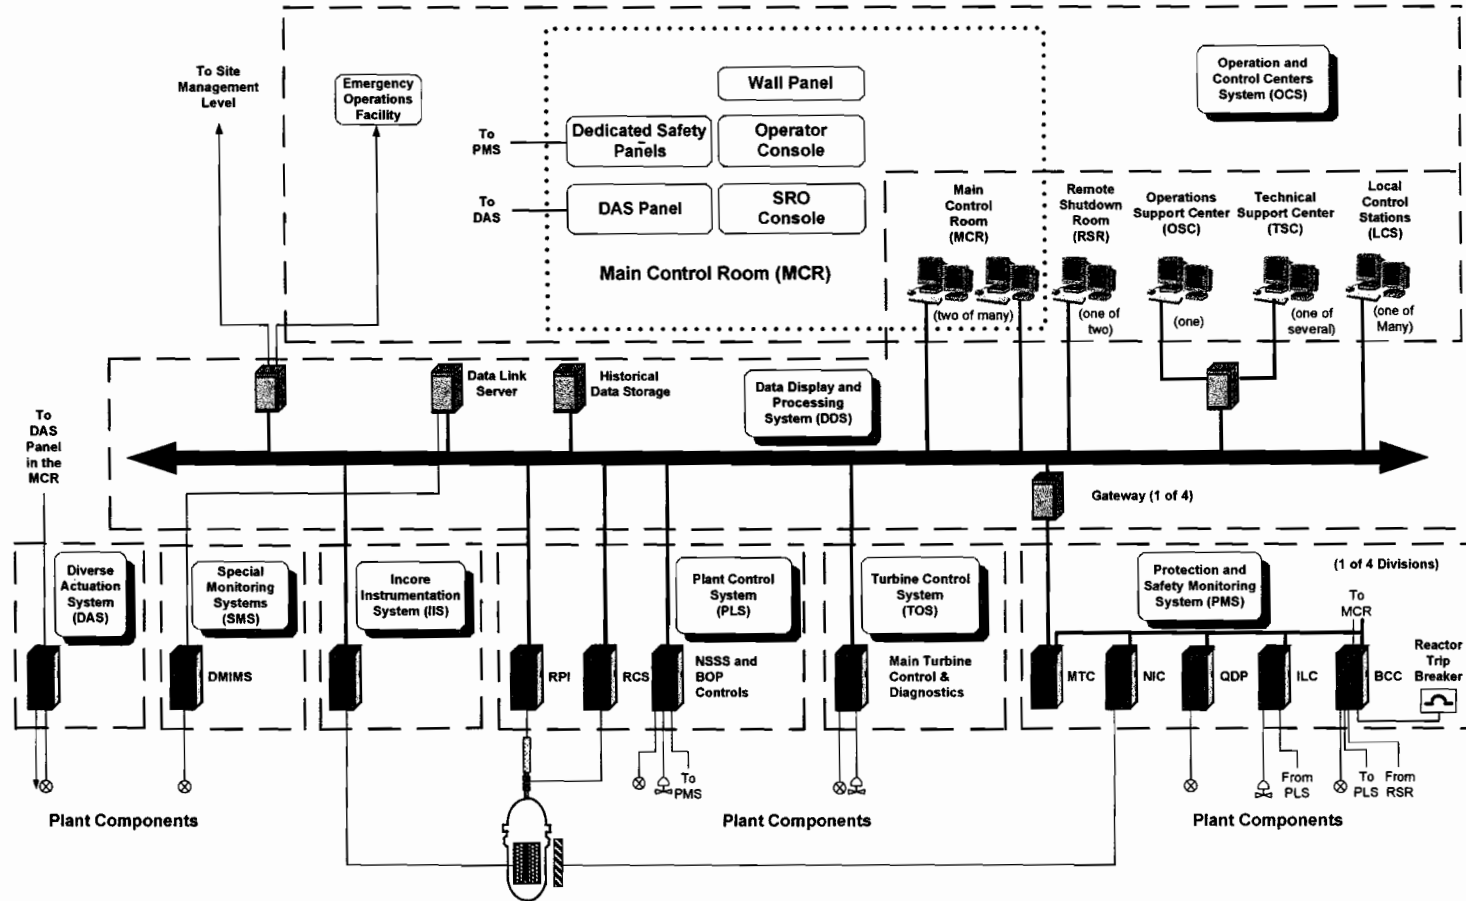 To Site
Management
Level
Emergency
Operations
Facility
Wall Panel
Operation and
Control Centers
System (OCS)
To
PMS
Dedicated Safety
Panels
Operator
Console
To
DAS
DAS Panel
SRO
Console
Main Control Room (MCR)
Main
Control
Room
(MCR)
Remote
Shutdown
Room
(RSR)
Operations
Support Center
(OSC)
Technical
Support Center
(TSC)
Local
Control
Stations
(LCS)
(two of many)
(one of
two)
(one)
(one of
several)
(one of
Many)
Data Link
Server
Historical
Data Storage
Data Display and
Processing
System (DDS)
To
DAS
Panel
in the
MCR
Gateway (1 of 4)
Diverse
Actuation
System
(DAS)
Special
Monitoring
Systems
(SMS)
Incore
Instrumentation
System (IIS)
Plant Control
System
(PLS)
Turbine Control
System
(TOS)
Protection and
Safety Monitoring
System (PMS)
(1 of 4 Divisions)
To
MCR
DMIMS
RPI
RCS
NSSS and
BOP
Controls
Main Turbine
Control &
Diagnostics
MTC
NIC
QDP
ILC
BCC
Reactor
Trip
Breaker
To
PMS
From
PLS
To
PLS
From
RSR
Plant Components
Plant Components
Plant Components